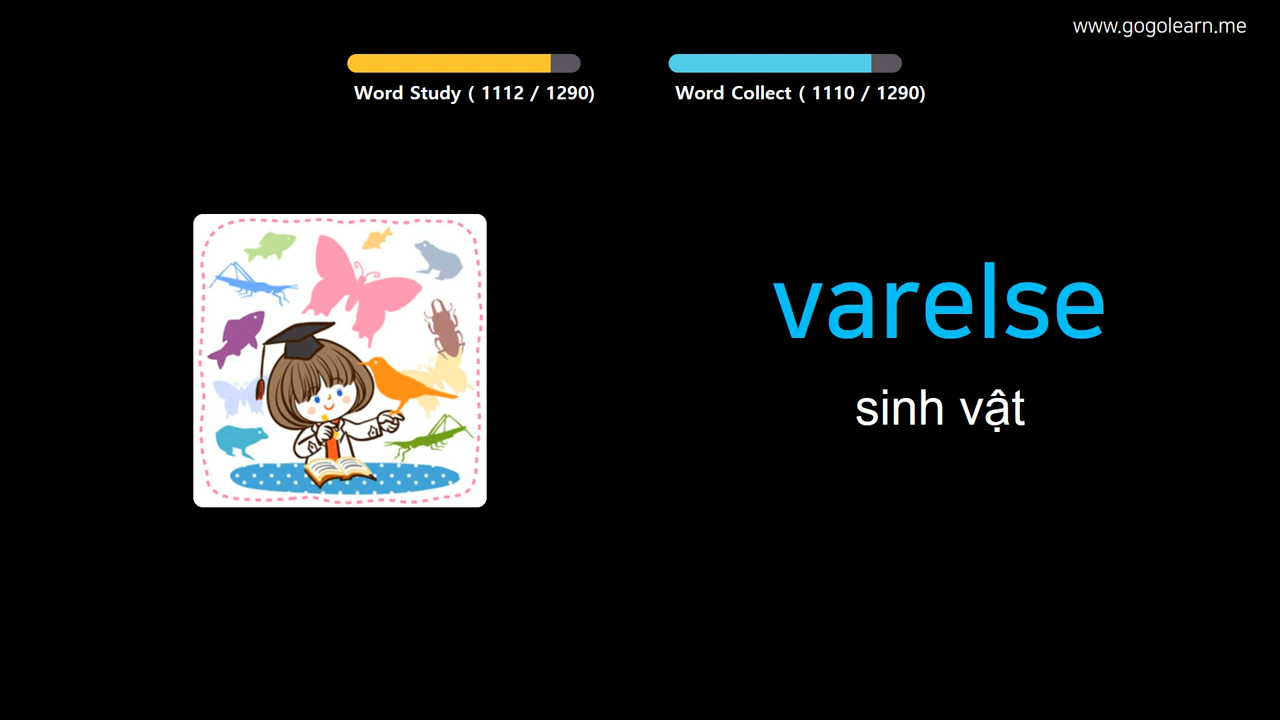 www.gogolearn.me
Word Study ( 1112 / 1290)
Word Collect ( 1110 / 1290)
varelse
sinh vật